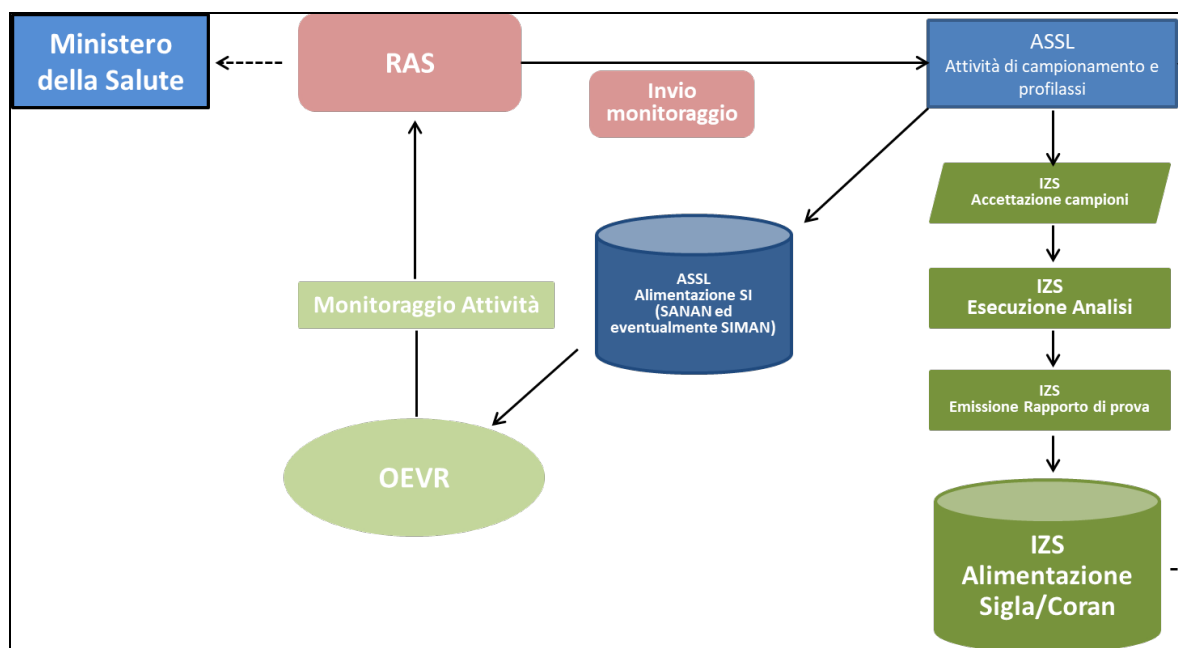 Ministero
della Salute
RAS
Invio
monitoraggio
ASSL
Attività di campionamento e
profilassi
IZS
Accettazione campioni
ASSL
Alimentazione SI
(SANAN ed
eventualmente SIMAN)
Monitoraggio Attività
IZS
Esecuzione Analisi
IZS
Emissione Rapporto di prova
OEVR
IZS
Alimentazione
Sigla/Coran